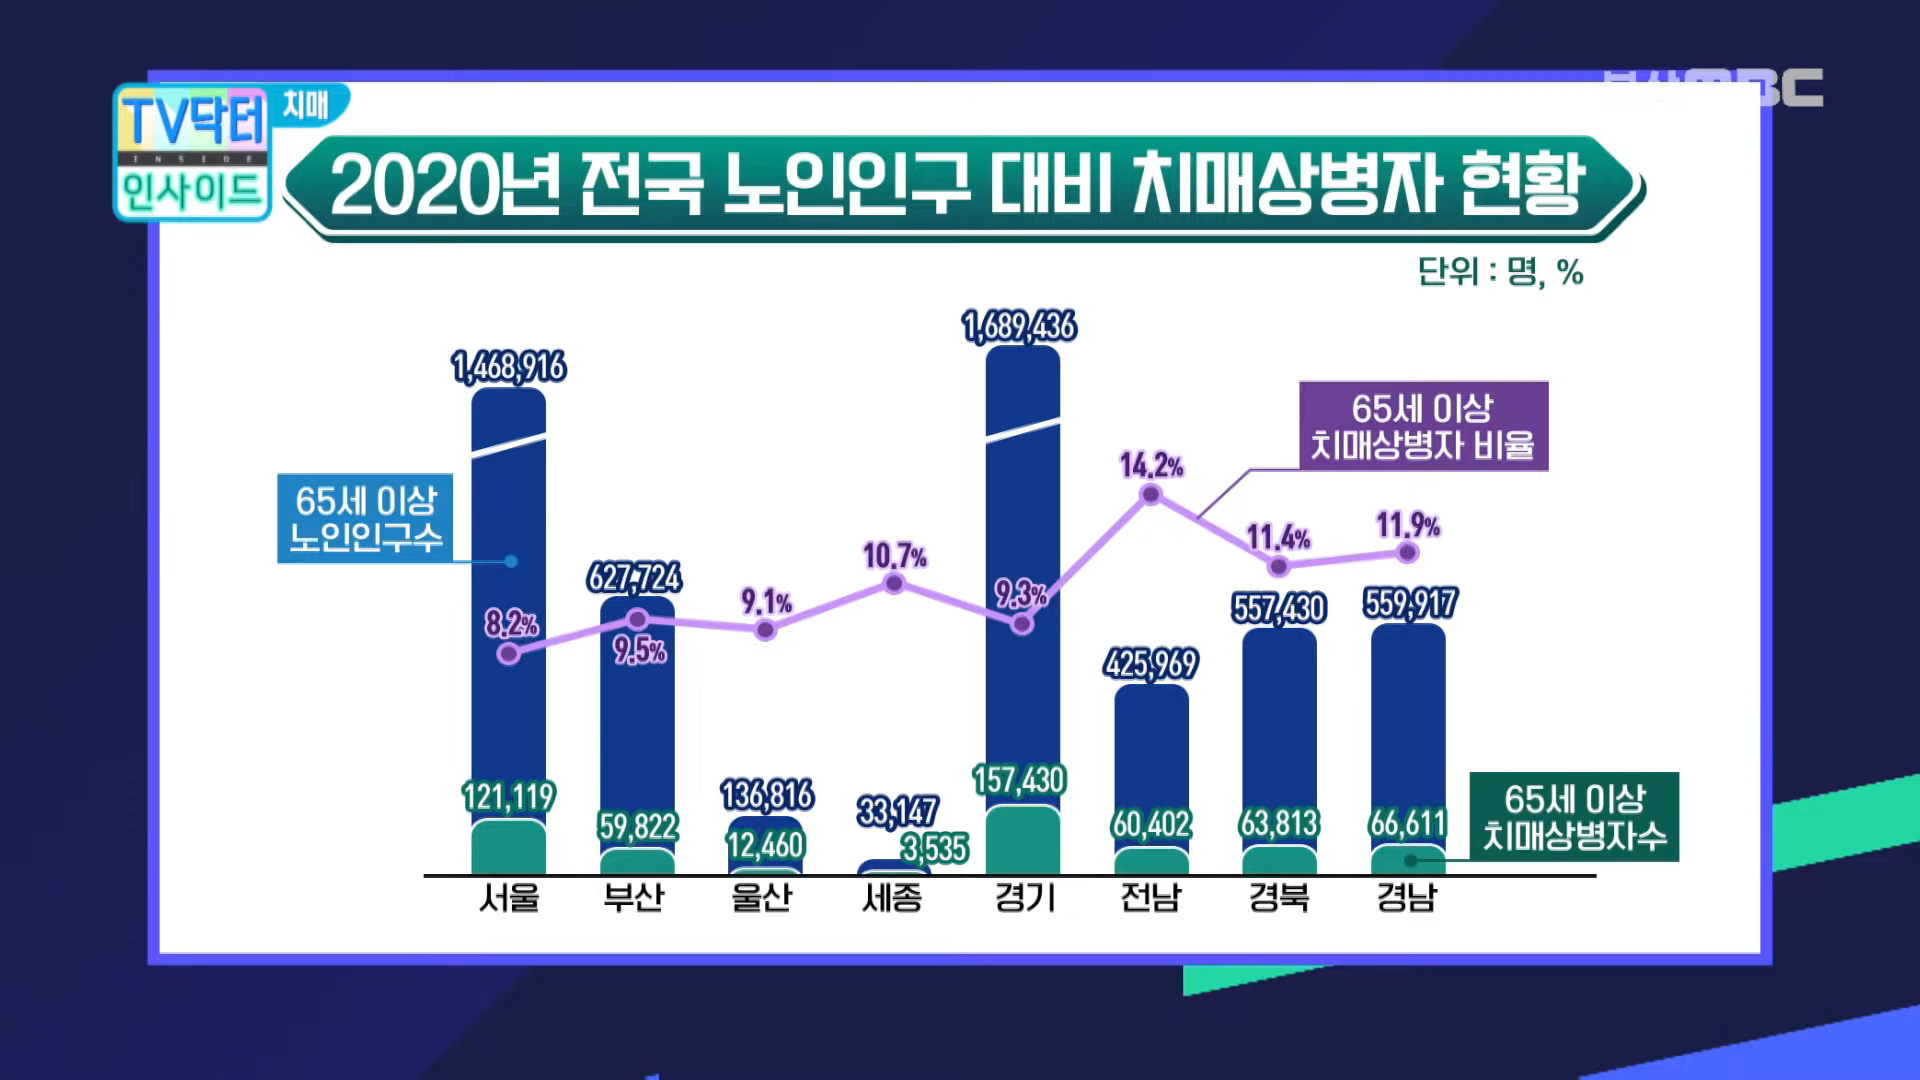 부산MBC
TV닥터
INSIDE
인사이드
치매
2020년 전국 노인인구 대비 치매상병자 현황
단위 : 명, %
65세 이상
노인인구수
65세 이상
치매상병자 비율
65세 이상
치매상병자수
1,468,916
627,724
136,816
33,147
1,689,436
425,969
557,430
559,917
8.2%
9.5%
9.1%
10.7%
9.3%
14.2%
11.4%
11.9%
121,119
59,822
12,460
3,535
157,430
60,402
63,813
66,611
서울
부산
울산
세종
경기
전남
경북
경남